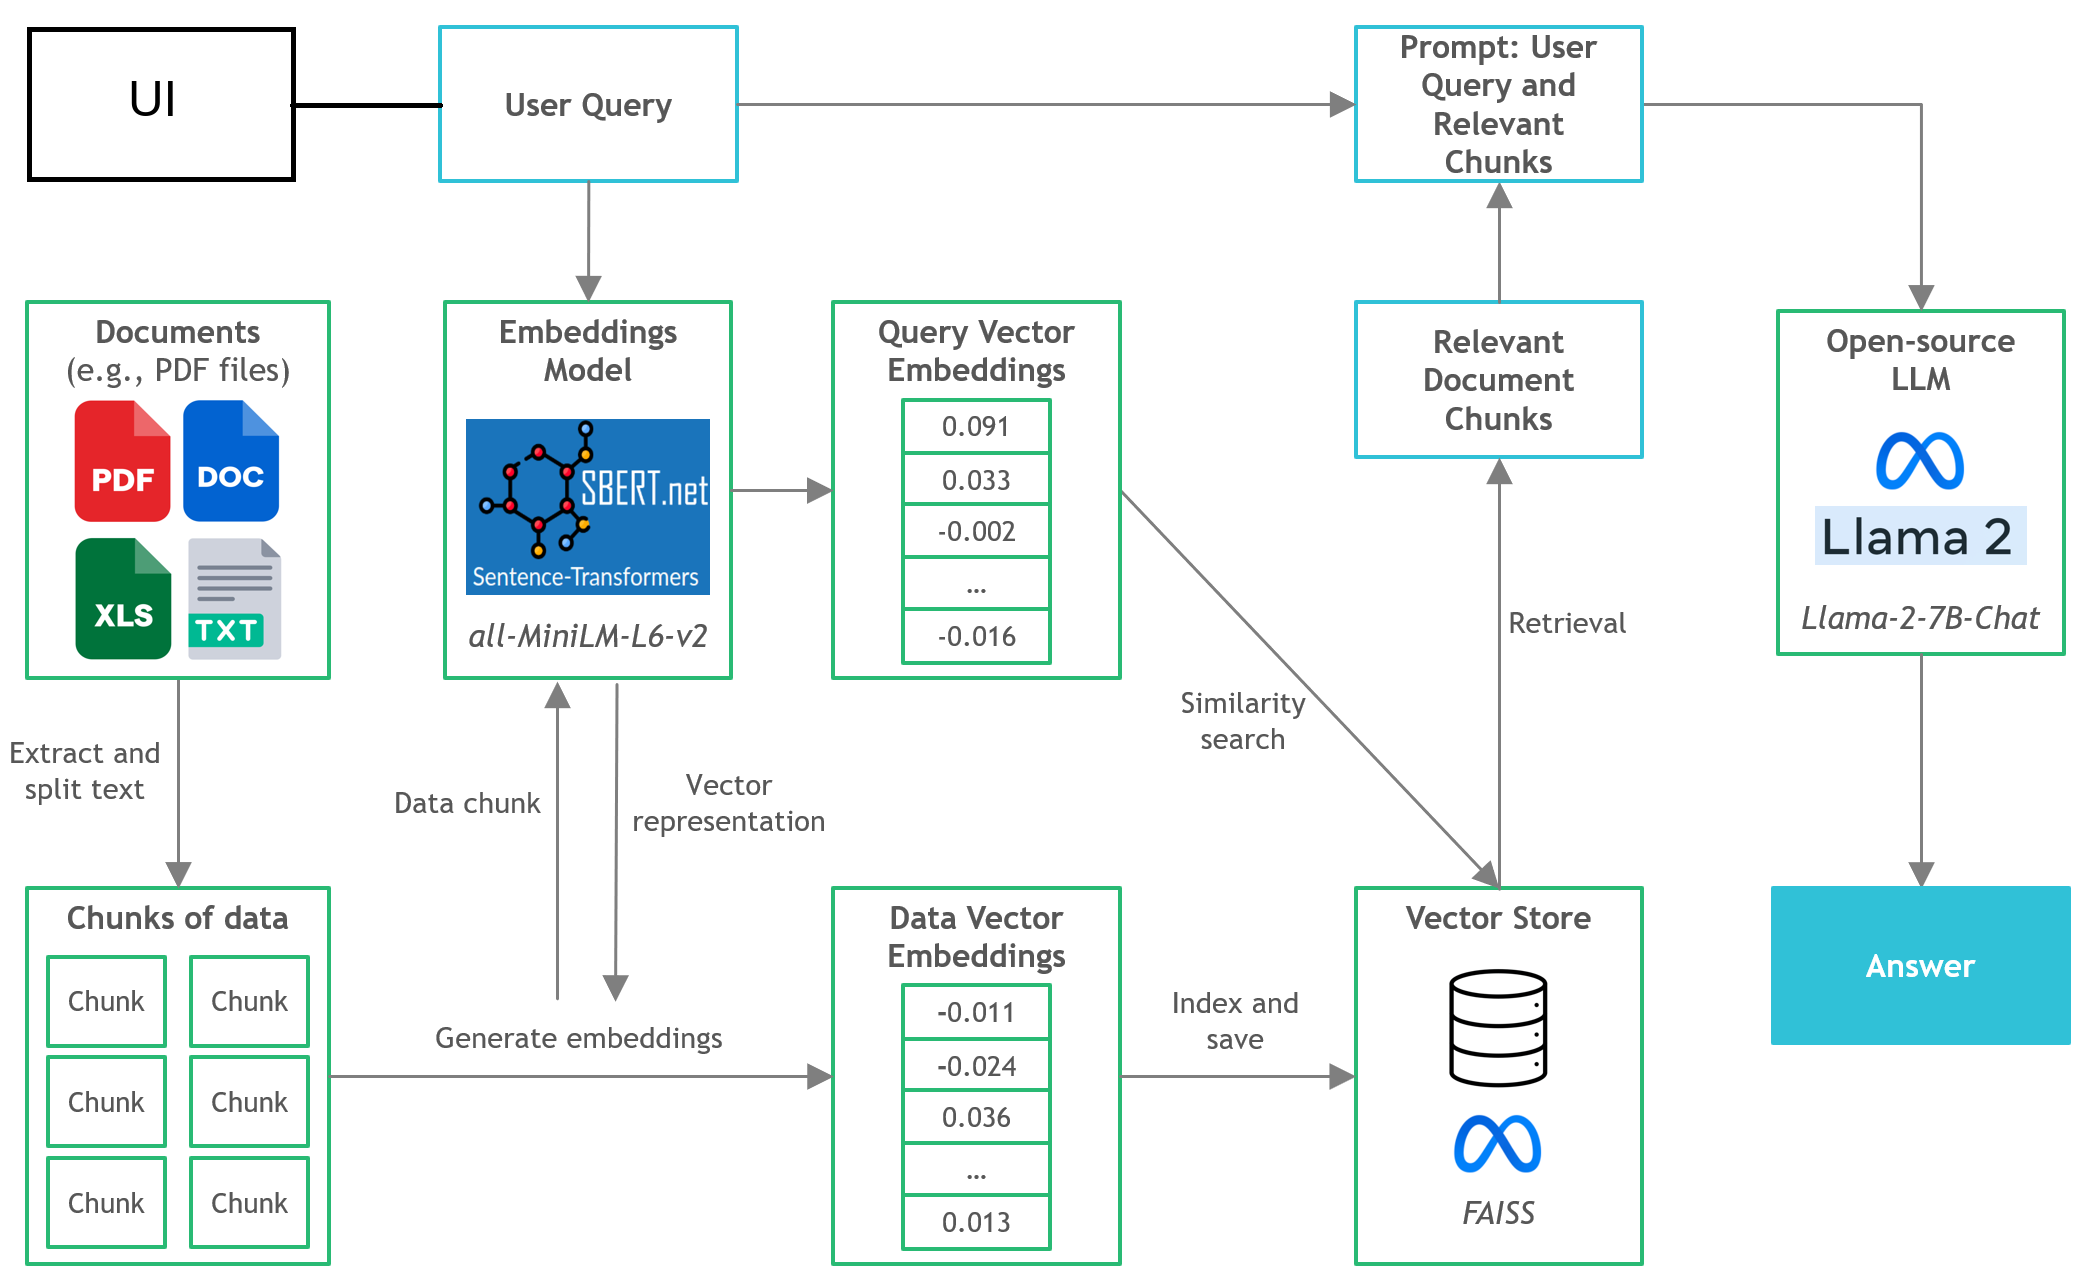 UI
User Query
Prompt: User
Query and
Relevant
Chunks
Documents
(e.g., PDF files)
PDF
DOC
XLS
TXT
Embeddings
Model
SBERT.net
Sentence-Transformers
all-MiniLM-L6-v2
Query Vector
Embeddings
0.091
0.033
-0.002
...
-0.016
Relevant
Document
Chunks
Open-source
LLM
Llama 2
Llama-2-7B-Chat
Retrieval
Similarity
search
Extract and
split text
Data chunk
Vector
representation
Chunks of data
Chunk
Chunk
Chunk
Chunk
Chunk
Chunk
Generate embeddings
Data Vector
Embeddings
-0.011
-0.024
0.036
...
0.013
Index and
save
Vector Store
FAISS
Answer